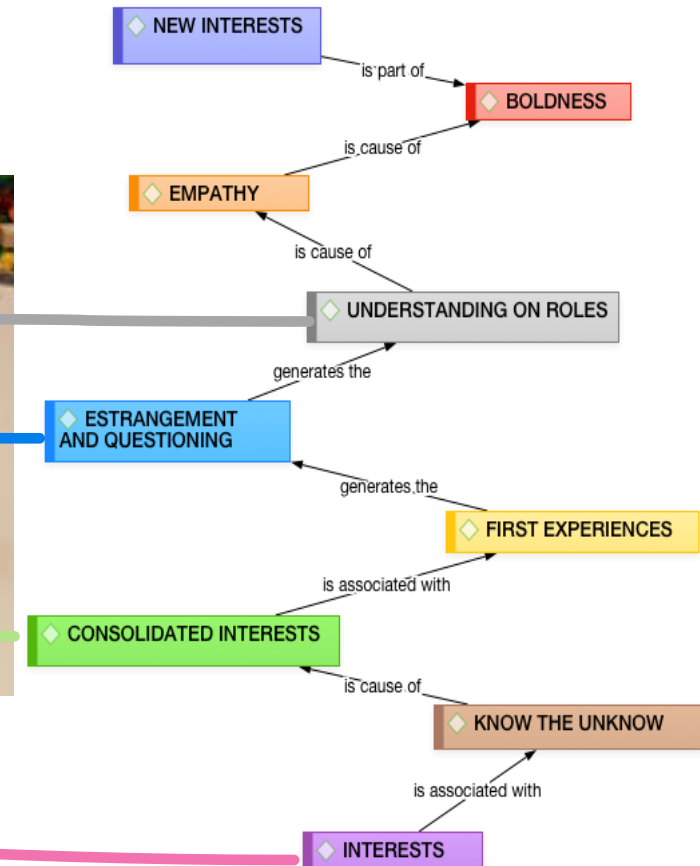 NEW INTERESTS
is part of
BOLDNESS
is cause of
EMPATHY
is cause of
UNDERSTANDING ON ROLES
generates the
ESTRANGEMENT
AND QUESTIONING
generates the
FIRST EXPERIENCES
is associated with
CONSOLIDATED INTERESTS
is cause of
KNOW THE UNKNOW
is associated with
INTERESTS